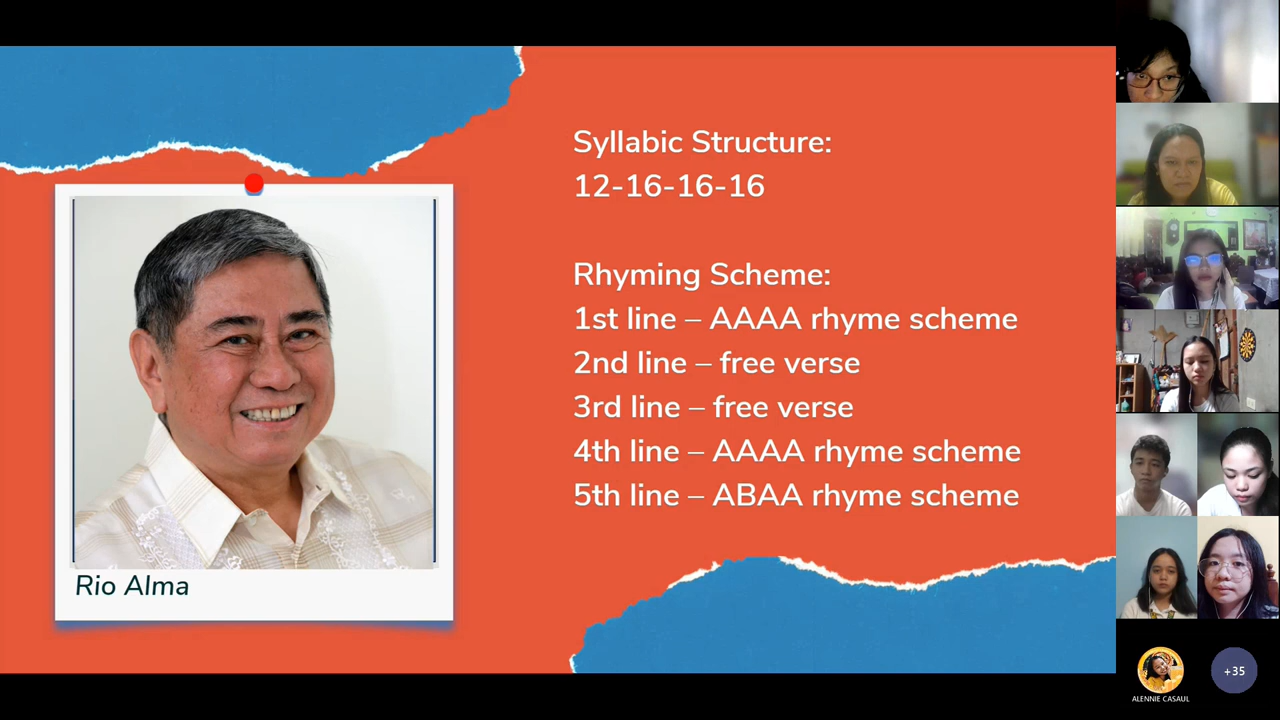 Syllabic Structure:
12-16-16-16
Rhyming Scheme:
1st line – AAAA rhyme scheme
2nd line – free verse
3rd line – free verse
4th line – AAAA rhyme scheme
5th line – ABAA rhyme scheme
Rio Alma
ALENNIE CASAUL
+35